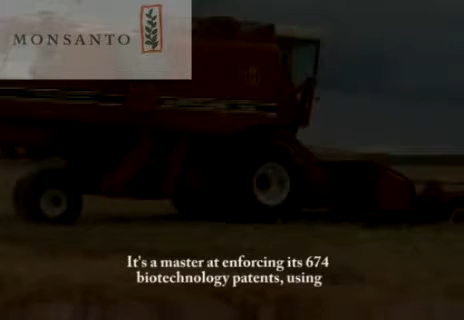 MONSANTO
It's a master at enforcing its 674
biotechnology patents, using